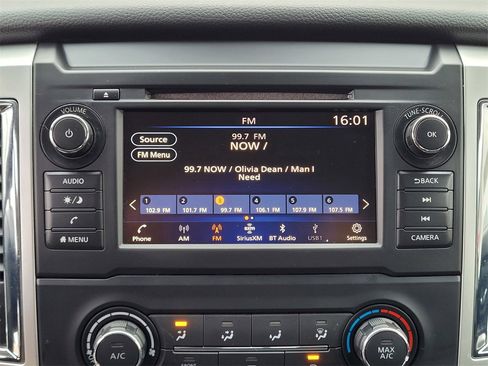 FM
16:01
VOLUME
TUNE·SCROLL
Source
99.7 FM
NOW /
OK
FM Menu
99.7 NOW / Olivia Dean / Man I
Need
AUDIO
BACK
1 2 3 4 5 6
102.9 FM 101.7 FM 99.7 FM 106.1 FM 107.9 FM 107.5 FM
MENU
CAMERA
Phone AM FM SiriusXM BT Audio USB1 Settings
A/C
MAX
A/C
FRONT